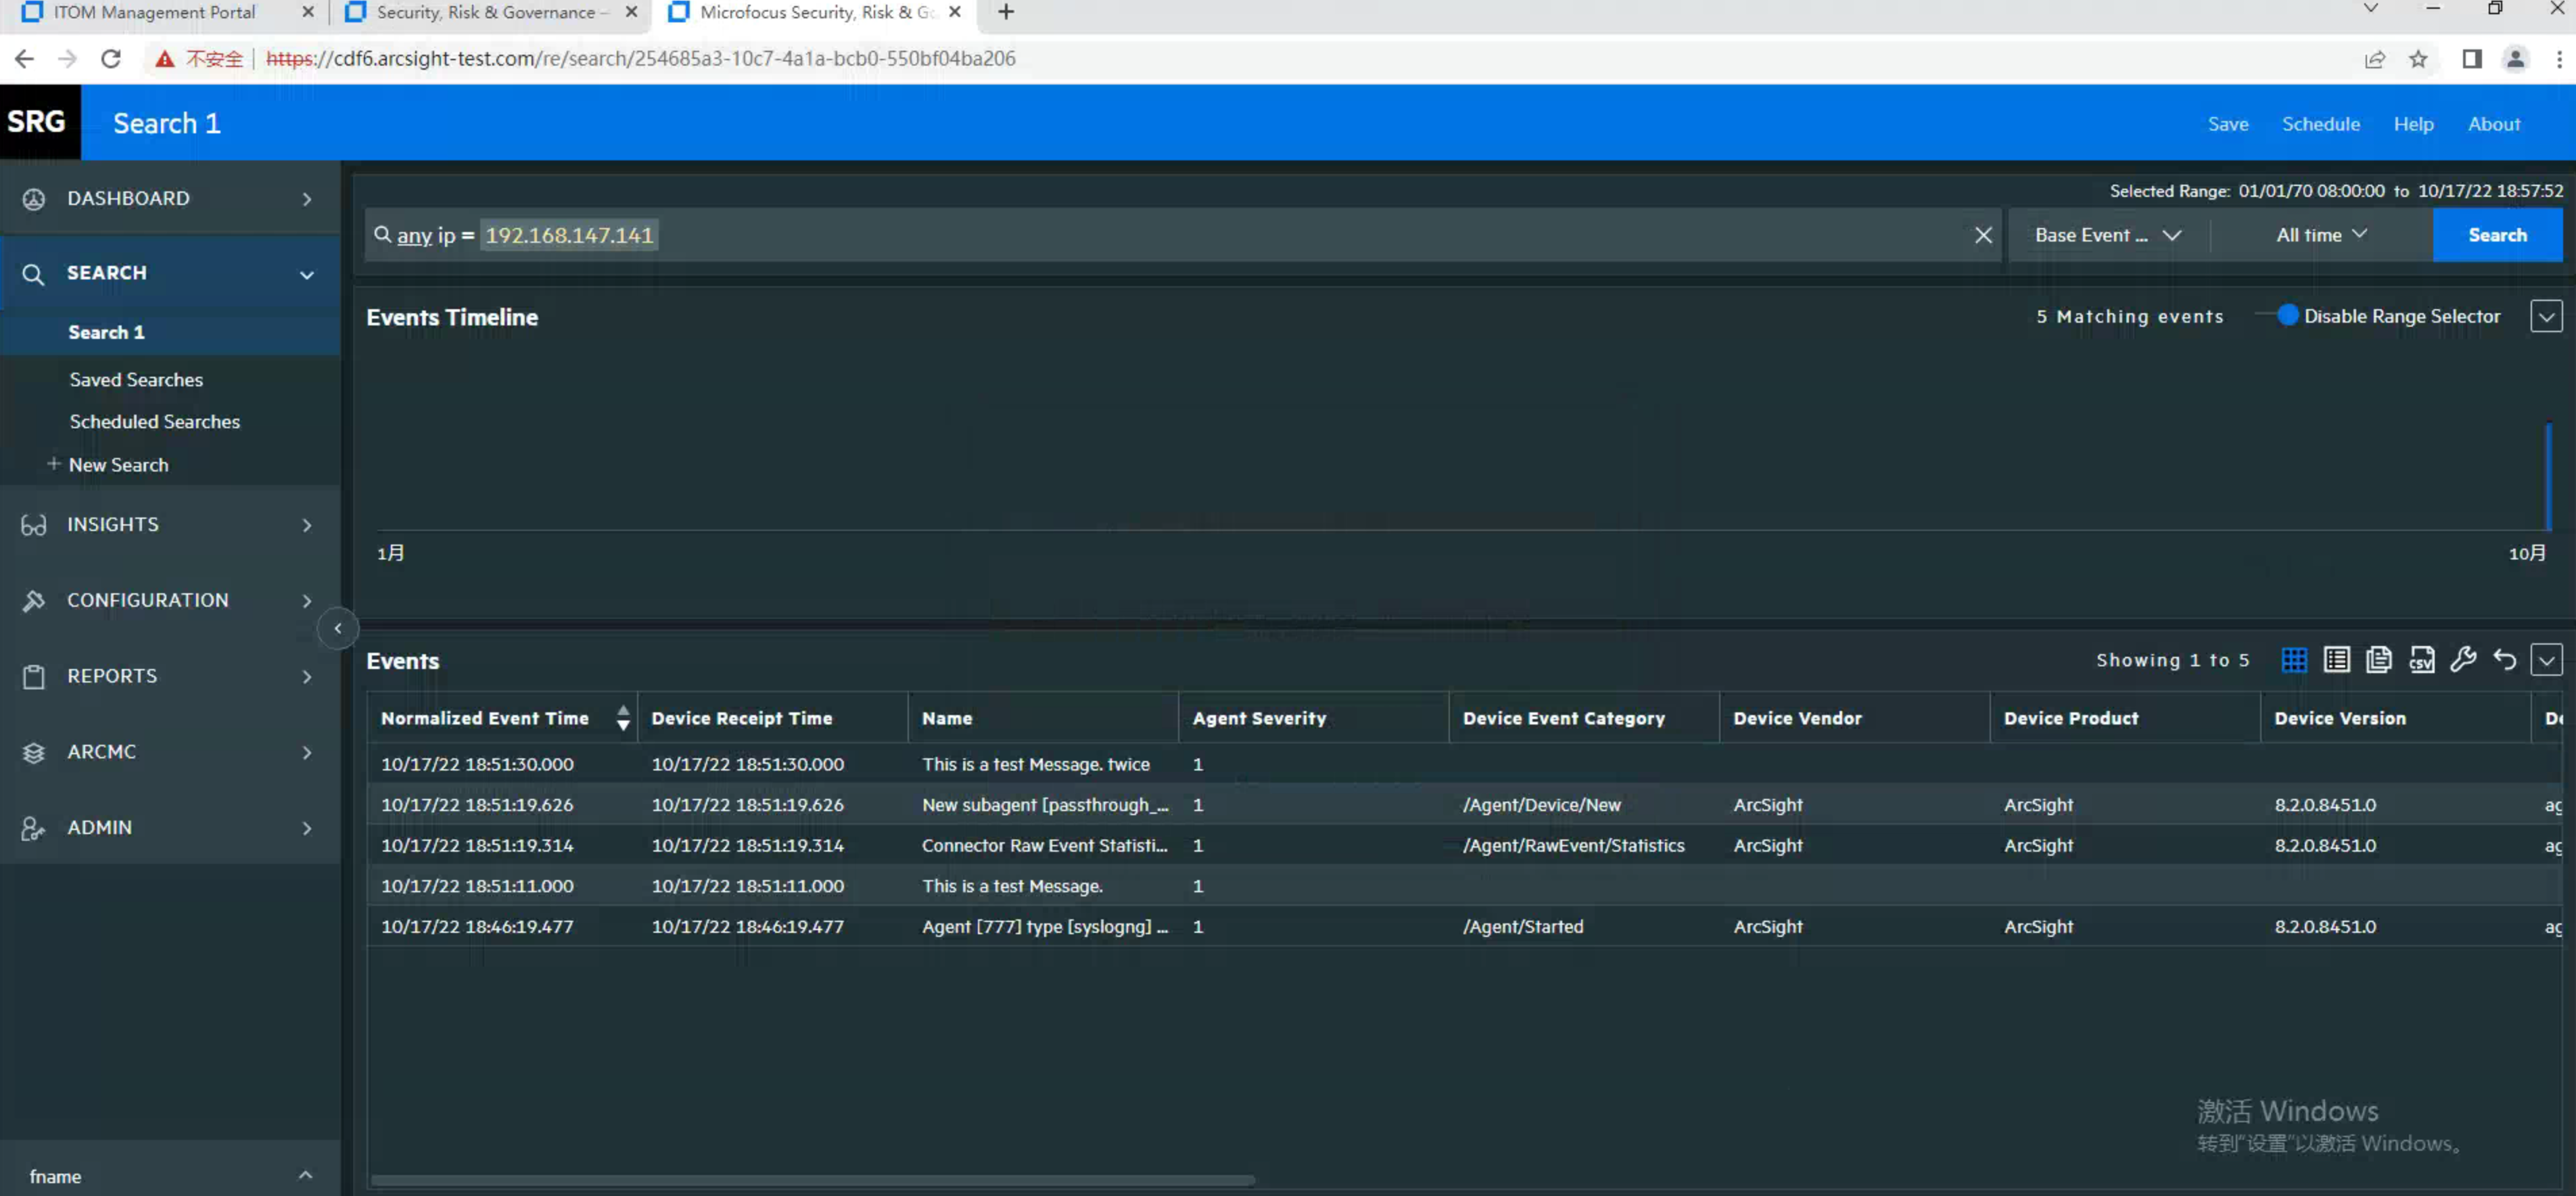 ITOM Management Portal
Security, Risk & Governance –
Microfocus Security, Risk & Go
不安全 https://cdf6.arcsight-test.com/re/search/254685a3-10c7-4a1a-bcb0-550bf04ba206
SRG Search 1
Save Schedule Help About
DASHBOARD
SEARCH
Search 1
Saved Searches
Scheduled Searches
+ New Search
INSIGHTS
CONFIGURATION
REPORTS
ARCMC
ADMIN
fname
Selected Range: 01/01/70 08:00:00 to 10/17/22 18:57:52
any ip = 192.168.147.141
Base Event ... All time Search
Events Timeline
5 Matching events Disable Range Selector
1月 10月
Events
Showing 1 to 5
CSV
Normalized Event Time Device Receipt Time Name Agent Severity Device Event Category Device Vendor Device Product Device Version De
10/17/22 18:51:30.000 10/17/22 18:51:30.000 This is a test Message. twice 1
10/17/22 18:51:19.626 10/17/22 18:51:19.626 New subagent [passthrough_... 1 /Agent/Device/New ArcSight ArcSight 8.2.0.8451.0 ag
10/17/22 18:51:19.314 10/17/22 18:51:19.314 Connector Raw Event Statisti... 1 /Agent/RawEvent/Statistics ArcSight ArcSight 8.2.0.8451.0 ag
10/17/22 18:51:11.000 10/17/22 18:51:11.000 This is a test Message. 1
10/17/22 18:46:19.477 10/17/22 18:46:19.477 Agent [777] type [syslogng] ... 1 /Agent/Started ArcSight ArcSight 8.2.0.8451.0 ag
激活 Windows
转到"设置"以激活 Windows。